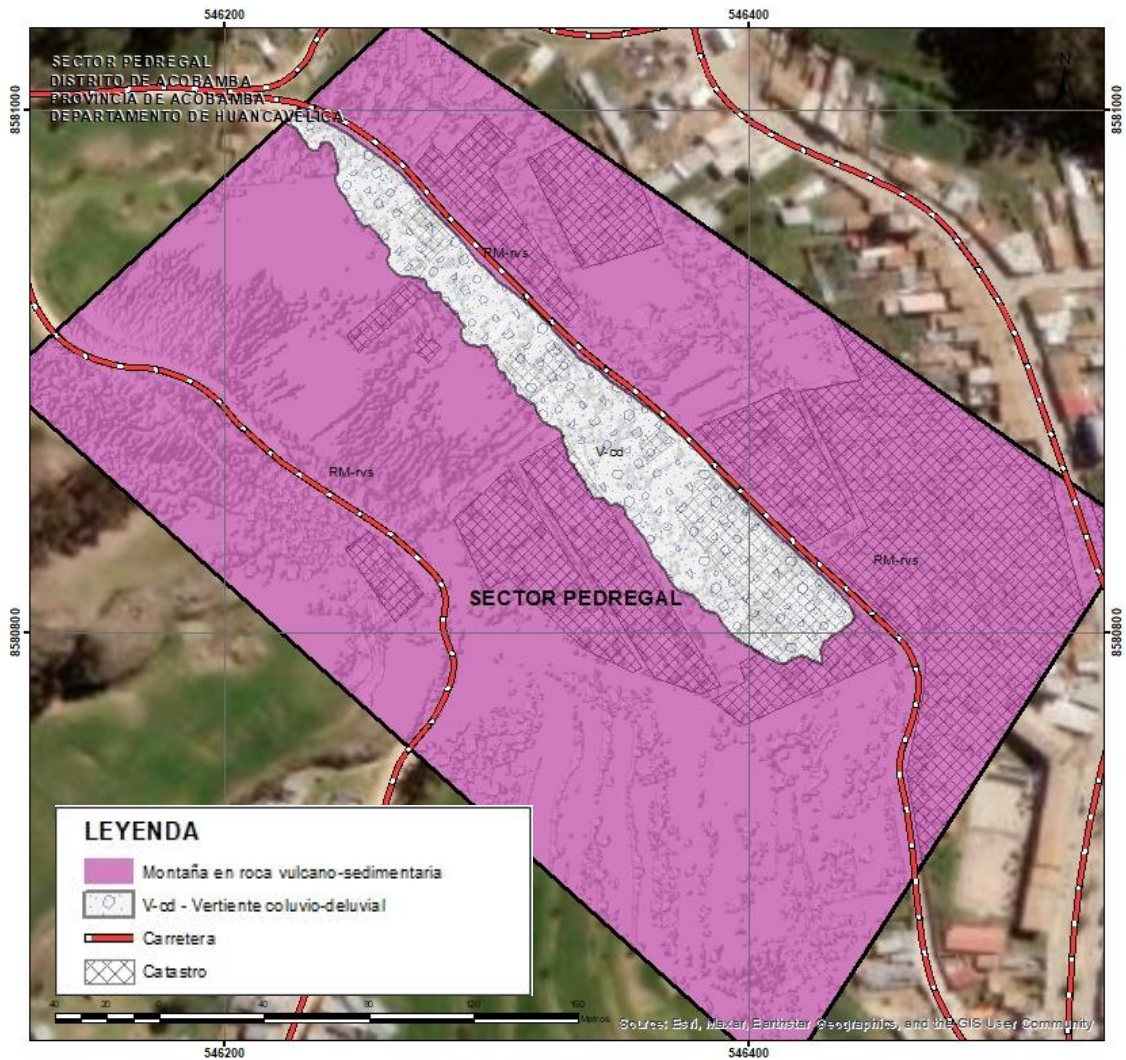 546200
546400
SECTOR PEDREGAL
DISTRITO DE ACOBAMBA
PROVINCIA DE ACOBAMBA
DEPARTAMENTO DE HUANCAVELICA
N
8581000
8581000
RM-rvs
V-cd
RM-rvs
RM-rvs
SECTOR PEDREGAL
8580800
8580800
LEYENDA
Montaña en roca vulcano-sedimentaria
V-cd - Vertiente coluvio-deluvial
Carretera
Catastro
40 20 0 40 80 120 160
Metros
Source: Esri, Maxar, Earthstar Geographics, and the GIS User Community
546200
546400